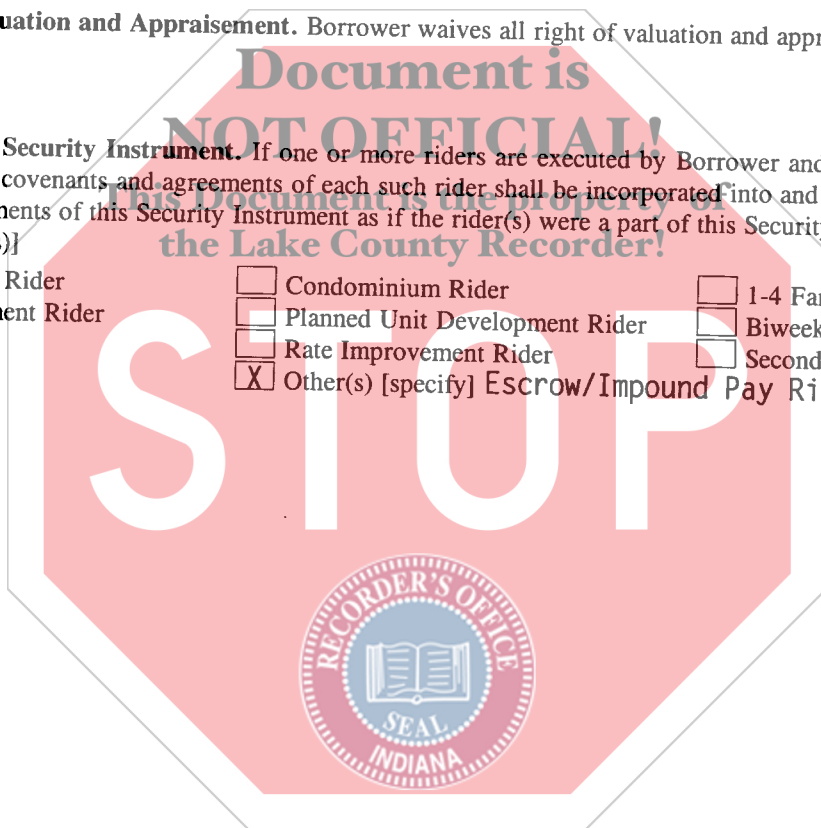 uation and Appraisement. Borrower waives all right of valuation and appr
Document is
NOT OFFICIAL!
Security Instrument. If one or more riders are executed by Borrower and
covenants and agreements of each such rider shall be incorporated into and
This Document is the property of
nents of this Security Instrument as if the rider(s) were a part of this Security
)]
the Lake County Recorder!
Rider Condominium Rider 1-4 Fa
ent Rider Planned Unit Development Rider Biweek
Rate Improvement Rider Second
X Other(s) [specify] Escrow/Impound Pay Ri
STOP
RECORDER'S OFFICE
SEAL
INDIANA